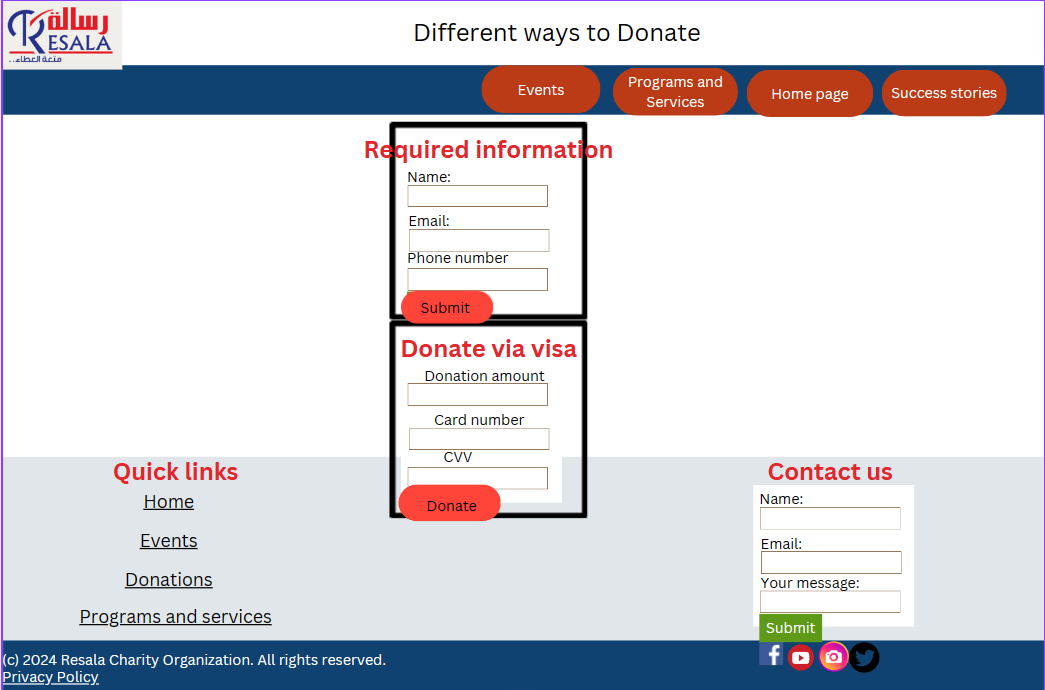 رسالة
RESALA
متعة العطاء..
Different ways to Donate
Events
Programs and
Services
Home page
Success stories
Required information
Name:
Email:
Phone number
Submit
Donate via visa
Donation amount
Card number
CVV
Donate
Quick links
Home
Events
Donations
Programs and services
Contact us
Name:
Email:
Your message:
Submit
(c) 2024 Resala Charity Organization. All rights reserved.
Privacy Policy